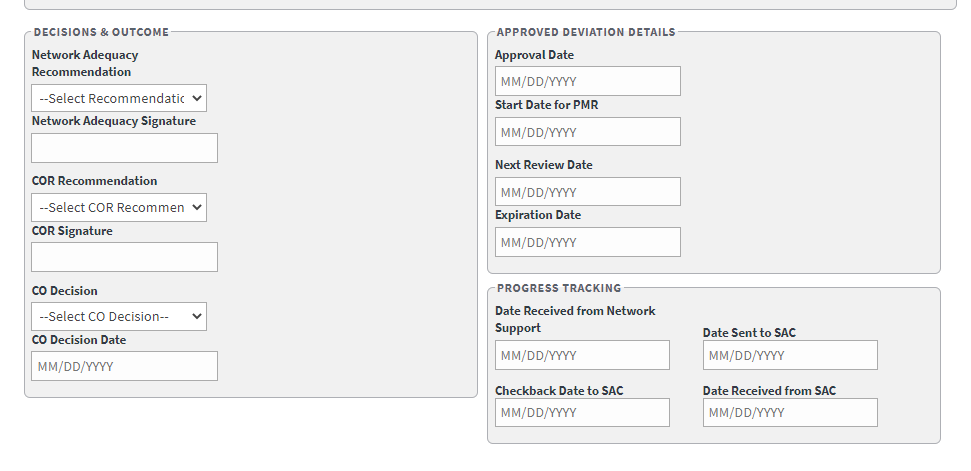 DECISIONS & OUTCOME
Network Adequacy
Recommendation
--Select Recommendatic
Network Adequacy Signature
COR Recommendation
--Select COR Recommen
COR Signature
CO Decision
--Select CO Decision--
CO Decision Date
MM/DD/YYYY
APPROVED DEVIATION DETAILS
Approval Date
MM/DD/YYYY
Start Date for PMR
MM/DD/YYYY
Next Review Date
MM/DD/YYYY
Expiration Date
MM/DD/YYYY
PROGRESS TRACKING
Date Received from Network
Support
MM/DD/YYYY
Date Sent to SAC
MM/DD/YYYY
Checkback Date to SAC
MM/DD/YYYY
Date Received from SAC
MM/DD/YYYY